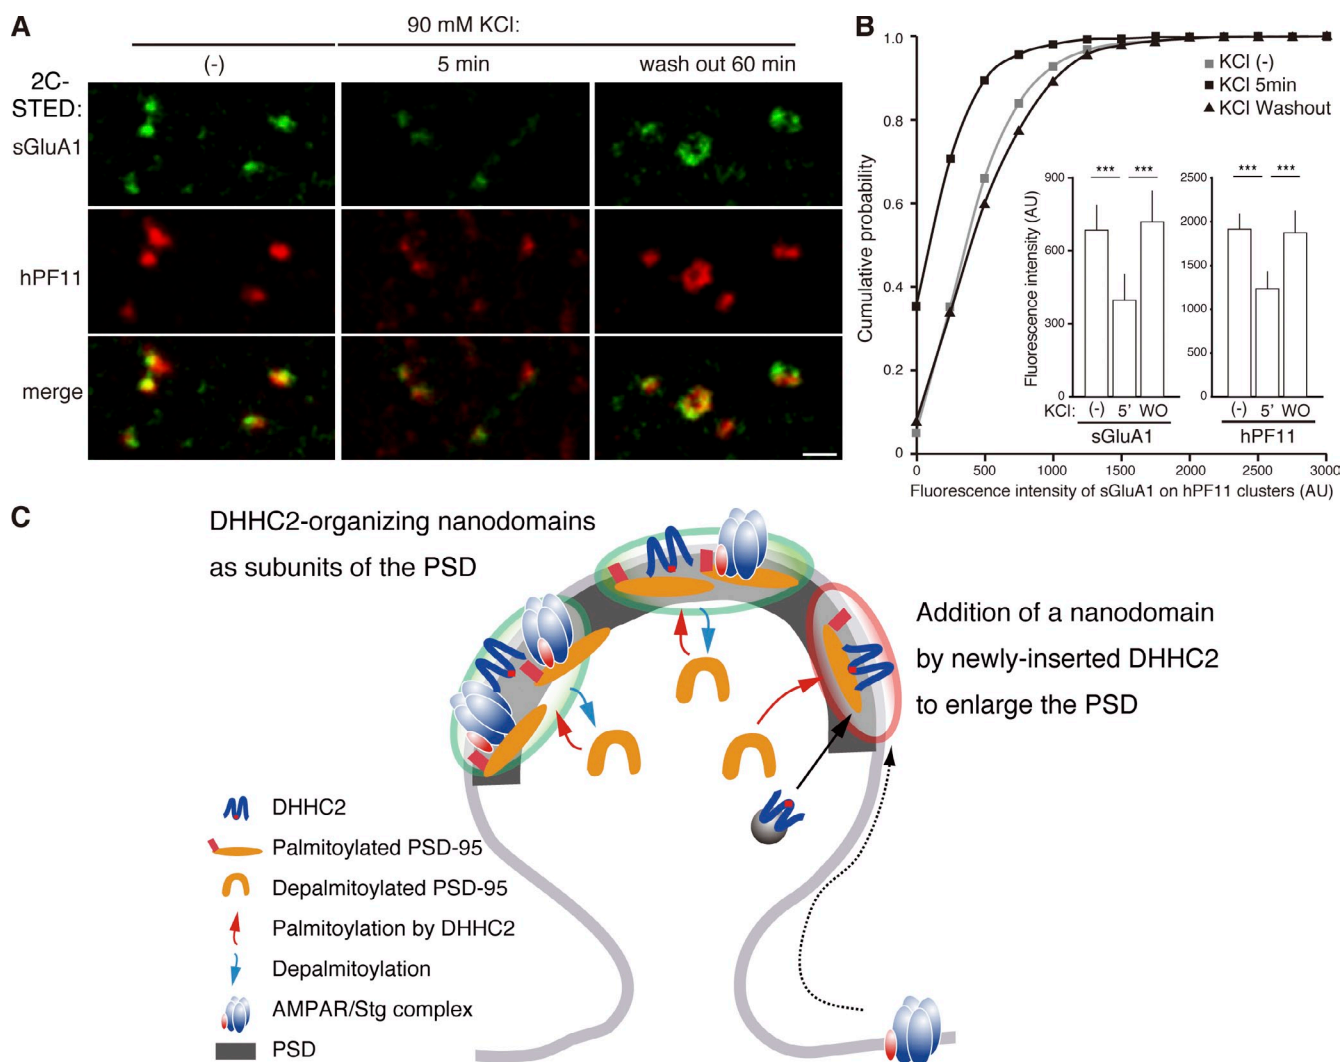 A
90 mM KCl:
(-)
5 min
wash out 60 min
2C-
STED:
sGluA1
hPF11
merge
B
1.0
0.8
0.6
0.4
0.2
0
Cumulative probability
0
500
1000
1500
2000
2500
3000
Fluorescence intensity of sGluA1 on hPF11 clusters (AU)
KCl (-)
KCl 5min
KCl Washout
Fluorescence intensity (AU)
900
600
300
0
*** ***
KCl: (-) 5' WO
sGluA1
2500
2000
1500
1000
500
0
*** ***
(-) 5' WO
hPF11
C
DHHC2-organizing nanodomains
as subunits of the PSD
Addition of a nanodomain
by newly-inserted DHHC2
to enlarge the PSD
DHHC2
Palmitoylated PSD-95
Depalmitoylated PSD-95
Palmitoylation by DHHC2
Depalmitoylation
AMPAR/Stg complex
PSD